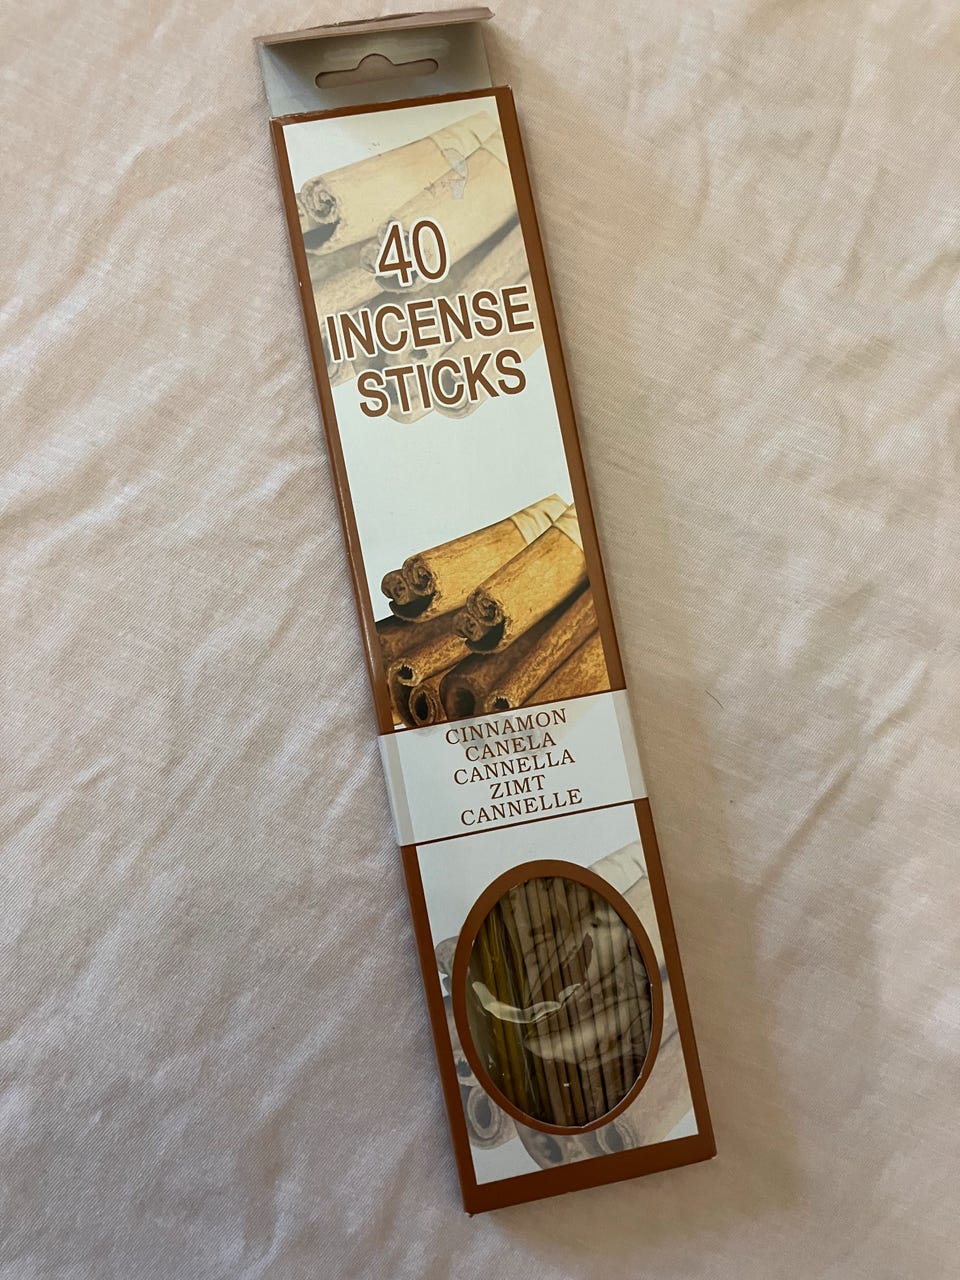 40
INCENSE
STICKS
CINNAMON
CANELA
CANNELLA
ZIMT
CANNELLE